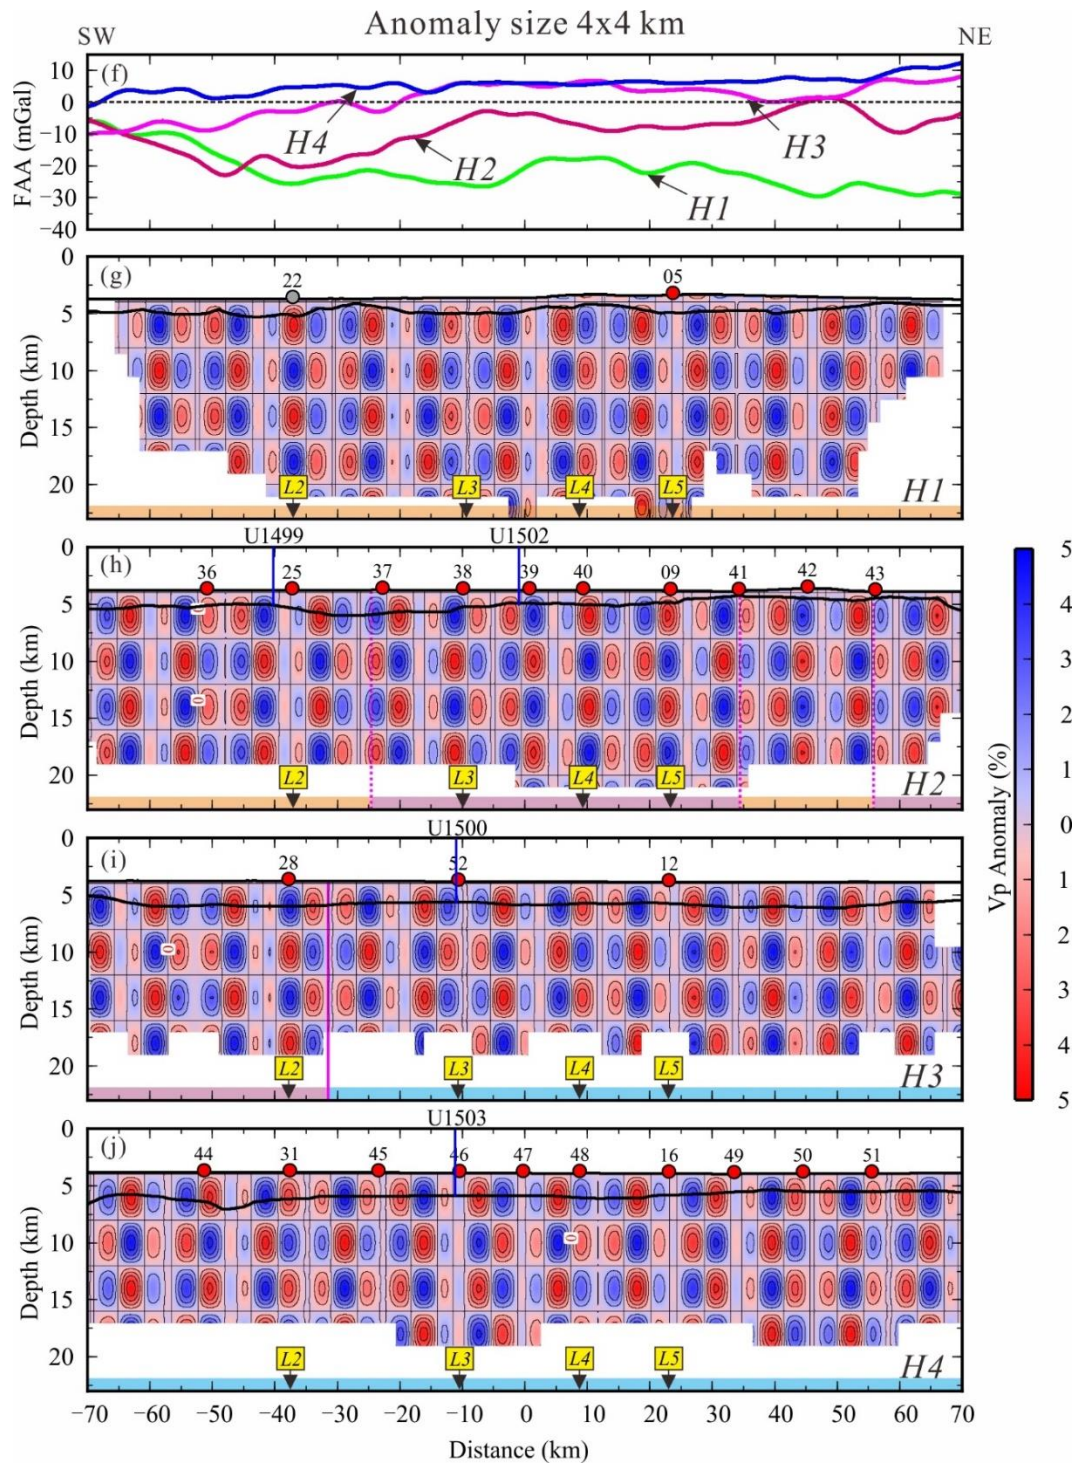 Anomaly size 4x4 km
SW NE
(f)
10
0
−10
−20
−30
−40
FAA (mGal)
H4 H2 H1 H3
(g)
22 05
0
5
10
15
20
Depth (km)
L2 L3 L4 L5
H1
U1499 U1502
(h)
36 25 37 38 39 40 09 41 42 43
0
5
10
15
20
Depth (km)
0
0
L2 L3 L4 L5
H2
U1500
(i)
28 52 12
0
5
10
15
20
Depth (km)
0
L2 L3 L4 L5
H3
U1503
(j)
44 31 45 46 47 48 16 49 50 51
0
5
10
15
20
Depth (km)
0
L2 L3 L4 L5
H4
−70 −60 −50 −40 −30 −20 −10 0 10 20 30 40 50 60 70
Distance (km)
5
4
3
2
1
0
1
2
3
4
5
Vp Anomaly (%)